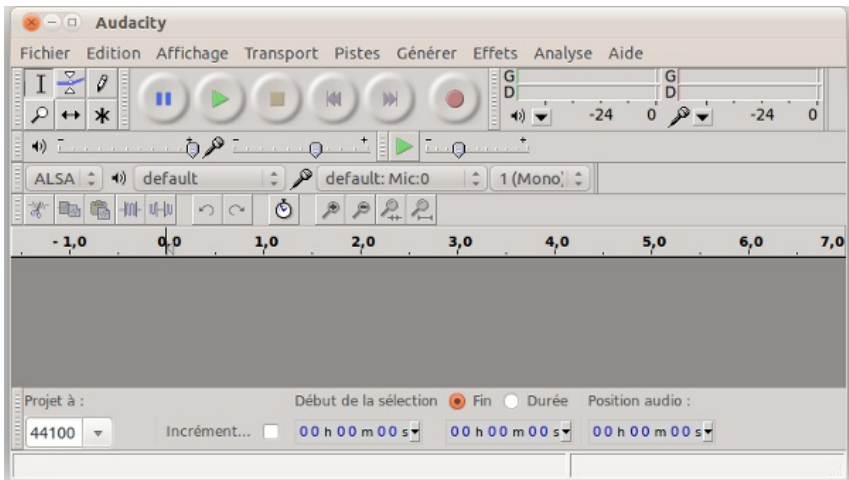 Audacity
Fichier Edition Affichage Transport Pistes Générer Effets Analyse Aide
G
D
-24 0
G
D
-24 0
ALSA default default: Mic:0 1 (Mono)
- 1,0 0,0 1,0 2,0 3,0 4,0 5,0 6,0 7,0
Projet à : Début de la sélection Fin Durée Position audio :
44100 Incrément... 00 h 00 m 00 s 00 h 00 m 00 s 00 h 00 m 00 s